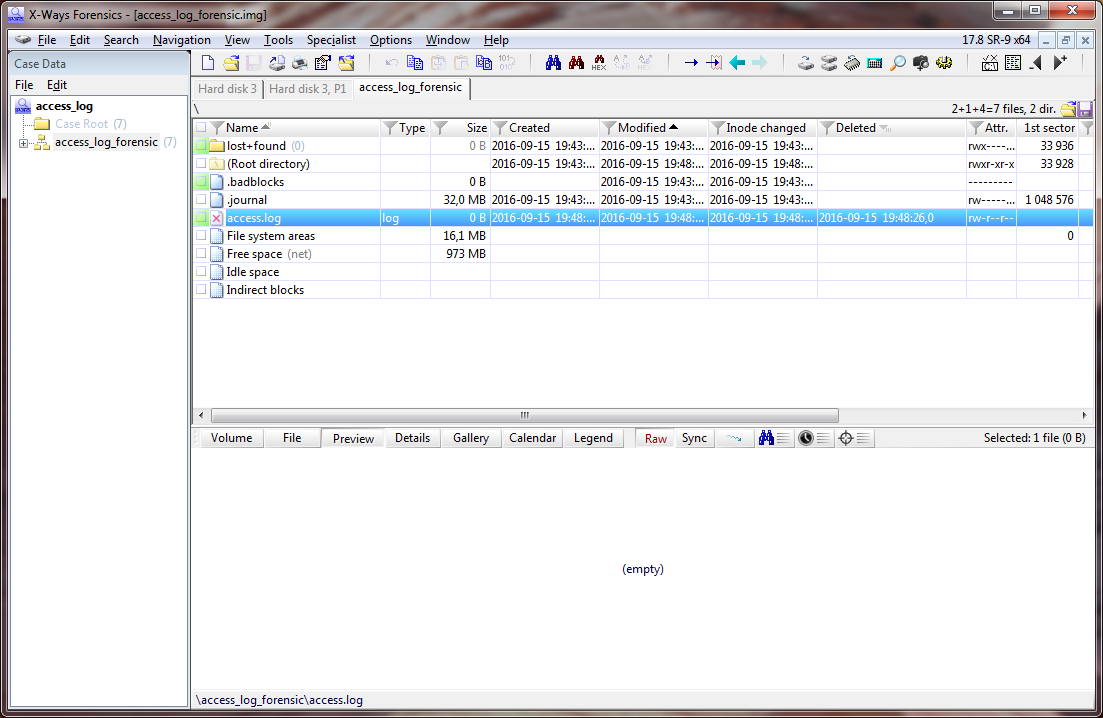 X-Ways Forensics - [access_log_forensic.img]
File Edit Search Navigation View Tools Specialist Options Window Help 17.8 SR-9 x64
Case Data
File Edit
access_log
Case Root (7)
access_log_forensic (7)
Hard disk 3 Hard disk 3, P1 access_log_forensic
\ 2+1+4=7 files, 2 dir.
Name Type Size Created Modified Inode changed Deleted Attr. 1st sector
lost+found (0) 0 B 2016-09-15 19:43:... 2016-09-15 19:43:... 2016-09-15 19:43:... rwx----... 33 936
(Root directory) 2016-09-15 19:43:... 2016-09-15 19:48:... 2016-09-15 19:48:... rwxr-xr-x 33 928
.badblocks 0 B 2016-09-15 19:43:... 2016-09-15 19:43:... ---------
.journal 32,0 MB 2016-09-15 19:43:... 2016-09-15 19:43:... 2016-09-15 19:43:... rw-----... 1 048 576
access.log log 0 B 2016-09-15 19:48:... 2016-09-15 19:48:... 2016-09-15 19:48:... 2016-09-15 19:48:26,0 rw-r--r--
File system areas 16,1 MB 0
Free space (net) 973 MB
Idle space
Indirect blocks
Volume File Preview Details Gallery Calendar Legend Raw Sync Selected: 1 file (0 B)
(empty)
\access_log_forensic\access.log